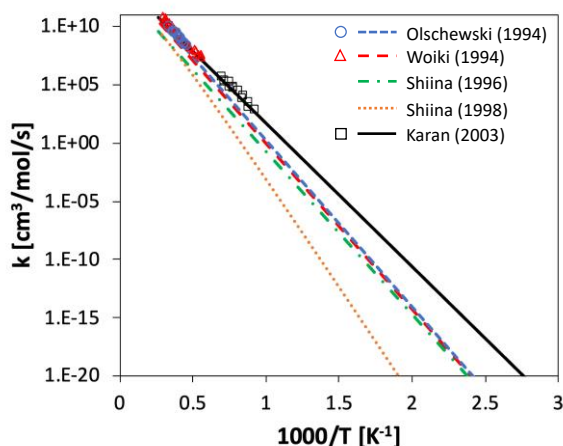 1.E+10
1.E+05
1.E+00
1.E-05
1.E-10
1.E-15
1.E-20
k [cm³/mol/s]
Olschewski (1994)
Woiki (1994)
Shiina (1996)
Shiina (1998)
Karan (2003)
0 0.5 1 1.5 2 2.5 3
1000/T [K⁻¹]